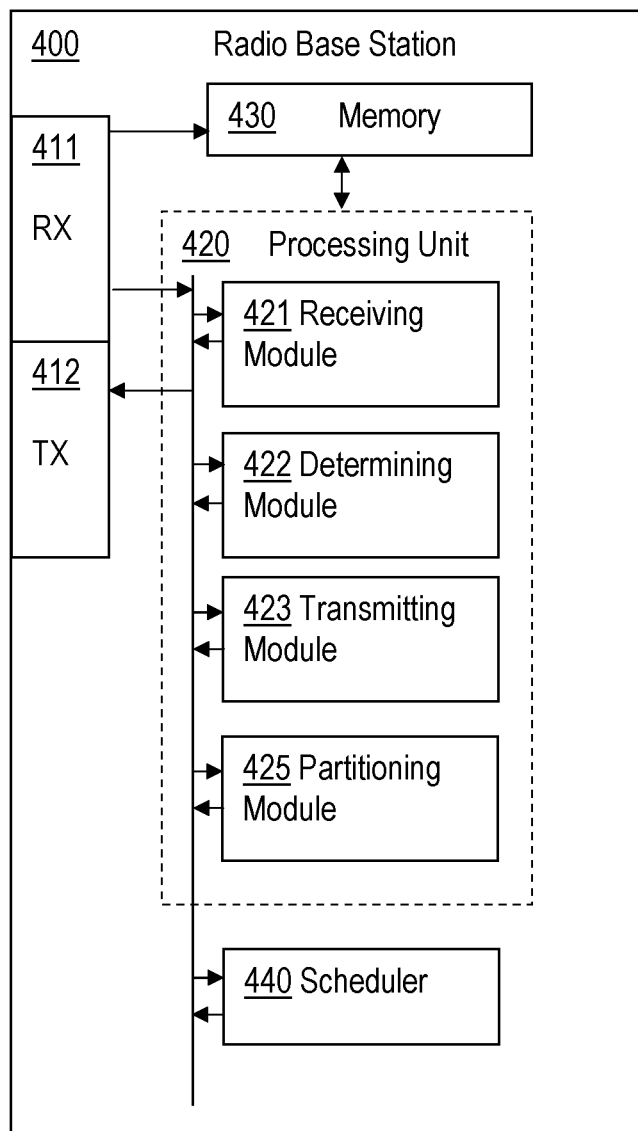 400 Radio Base Station
430 Memory
411
RX
420 Processing Unit
421 Receiving
Module
412
TX
422 Determining
Module
423 Transmitting
Module
425 Partitioning
Module
440 Scheduler